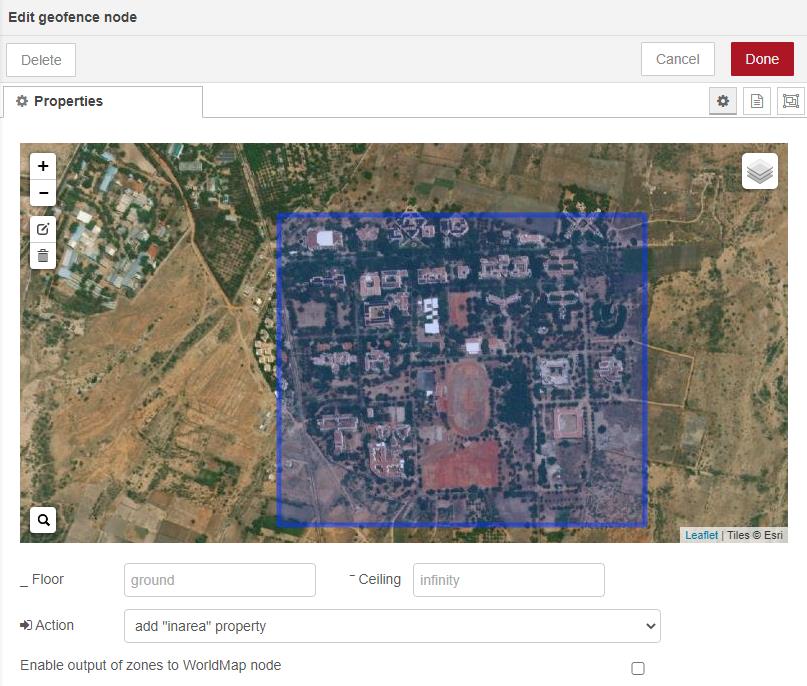 Edit geofence node
Delete
Cancel
Done
Properties
+
−
Leaflet | Tiles © Esri
_ Floor
ground
‾ Ceiling
infinity
Action
add "inarea" property
Enable output of zones to WorldMap node